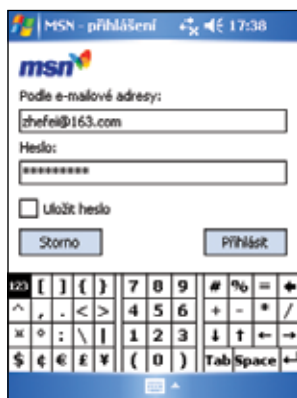 MSN - přihlášení 17:38
msn
Podle e-mailové adresy:
zhefei@163.com
Heslo:
*********
Uložit heslo
Storno Přihlásit
123 [ ] { } 7 8 9 # % = ←
^ , . < > 4 5 6 + - * /
¤ ° : \ | 1 2 3 ↓ ↑ ← →
$ ¢ € £ ¥ ( 0 ) Tab Space ↵